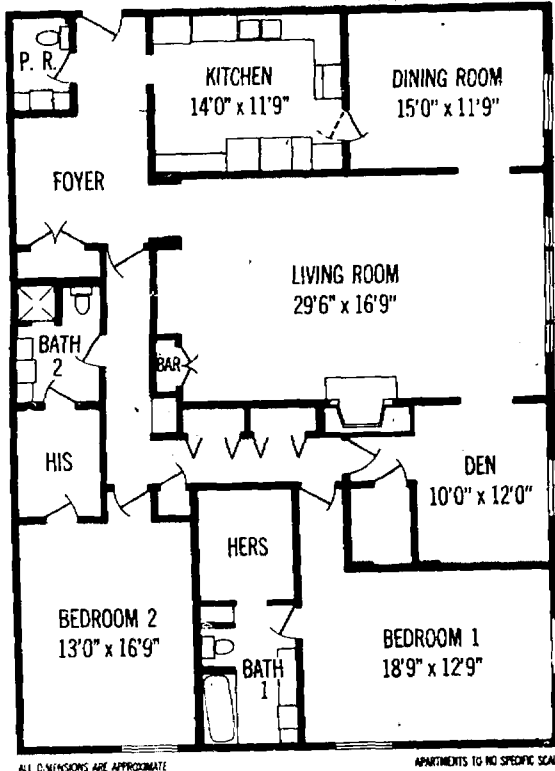 P. R.
KITCHEN
14'0" x 11'9"
DINING ROOM
15'0" x 11'9"
FOYER
LIVING ROOM
29'6" x 16'9"
BATH
2
BAR
HIS
DEN
10'0" x 12'0"
HERS
BEDROOM 2
13'0" x 16'9"
BATH
1
BEDROOM 1
18'9" x 12'9"
ALL DIMENSIONS ARE APPROXIMATE
APARTMENTS TO NO SPECIFIC SCA